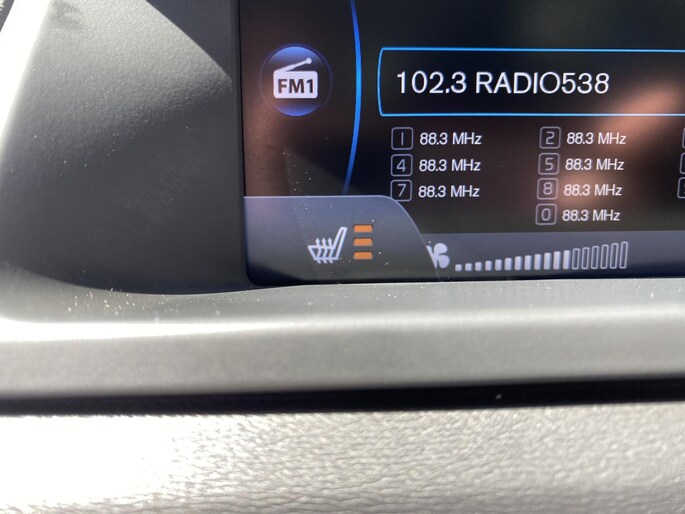 FM1
102.3 RADIO538
1 88.3 MHz 2 88.3 MHz
4 88.3 MHz 5 88.3 MHz
7 88.3 MHz 8 88.3 MHz
0 88.3 MHz